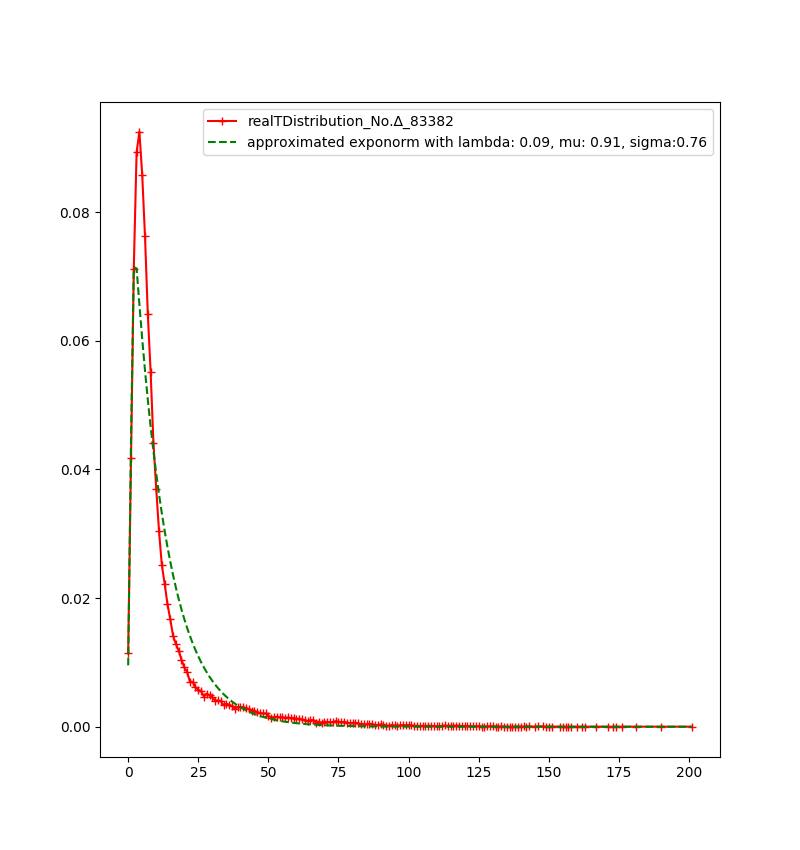 realTDistribution_No.Δ_83382
approximated exponorm with lambda: 0.09, mu: 0.91, sigma:0.76
0.08
0.06
0.04
0.02
0.00
0 25 50 75 100 125 150 175 200